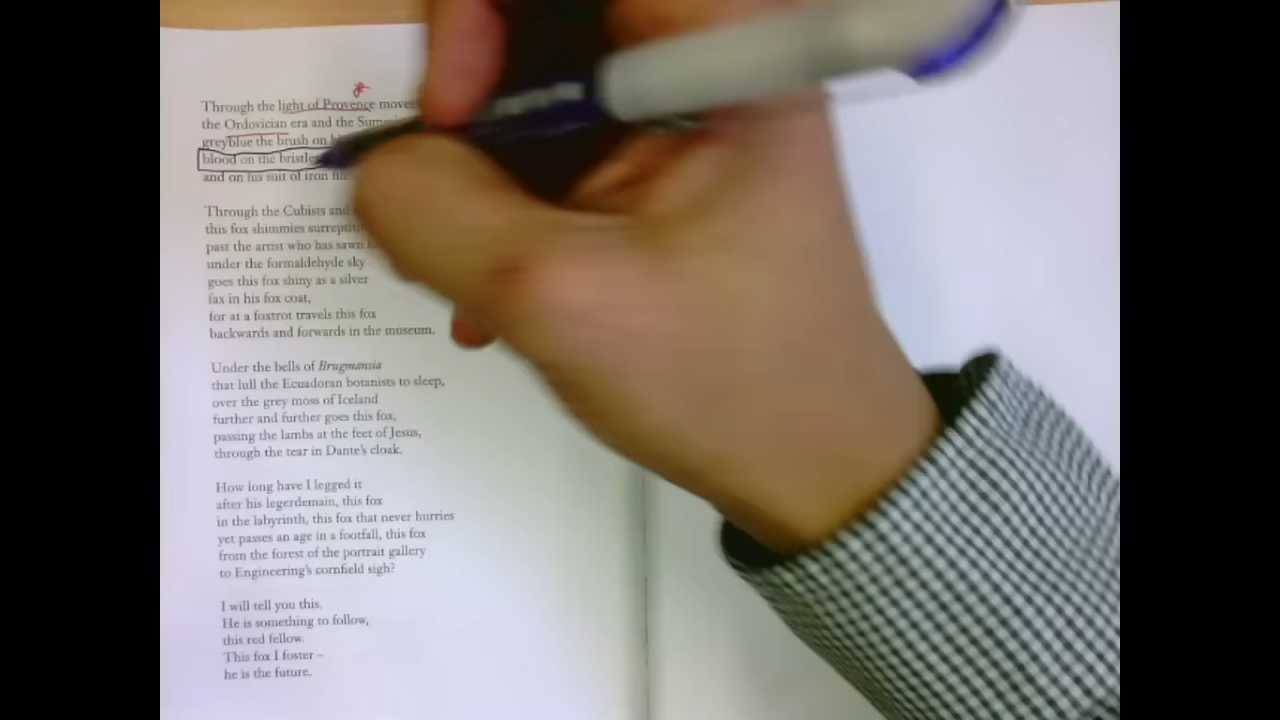 Through the light of Provence moves
the Ordovician era and the
greyblue the brush on
blood on the bristles
and on his suit of iron
Through the Cubists and
this fox shimmies
past the artist who has sawn
under the formaldehyde sky
goes this fox shiny as a silver
fax in his fox coat,
for at a foxtrot travels this fox
backwards and forwards in the museum.
Under the bells of Brugmansia
that lull the Ecuadoran botanists to sleep,
over the grey moss of Iceland
further and further goes this fox,
passing the lambs at the feet of Jesus,
through the tear in Dante's cloak.
How long have I legged it
after his legerdemain, this fox
in the labyrinth, this fox that never hurries
yet passes an age in a footfall, this fox
from the forest of the portrait gallery
to Engineering's cornfield sigh?
I will tell you this.
He is something to follow,
this red fellow.
This fox I foster –
he is the future.